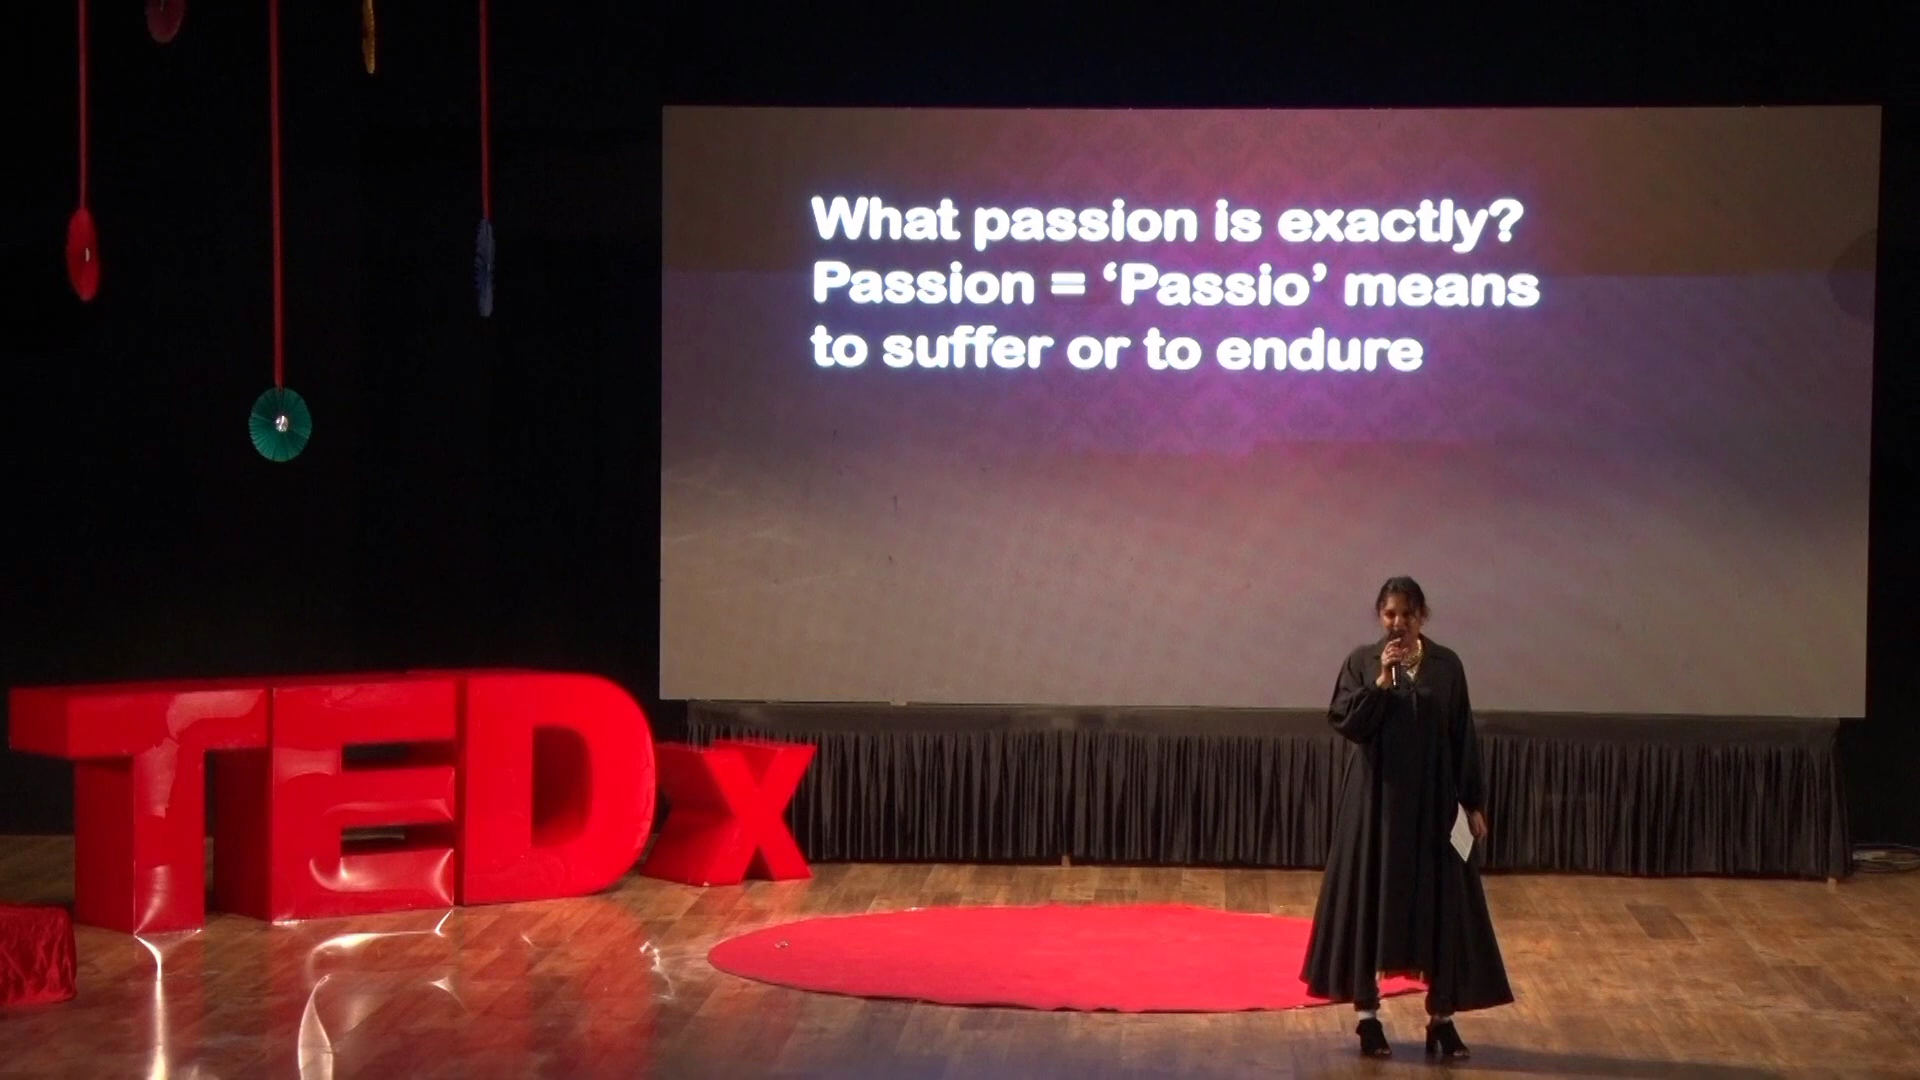 What passion is exactly?
Passion = ‘Passio’ means
to suffer or to endure
TEDx